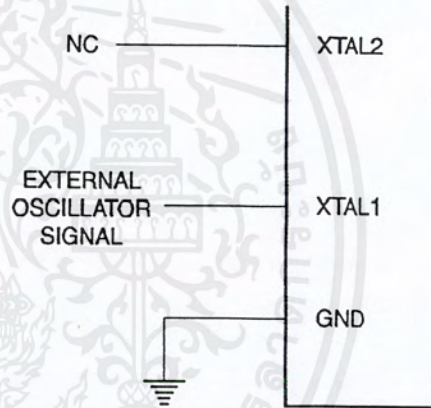 NC
XTAL2
EXTERNAL
OSCILLATOR
SIGNAL
XTAL1
GND